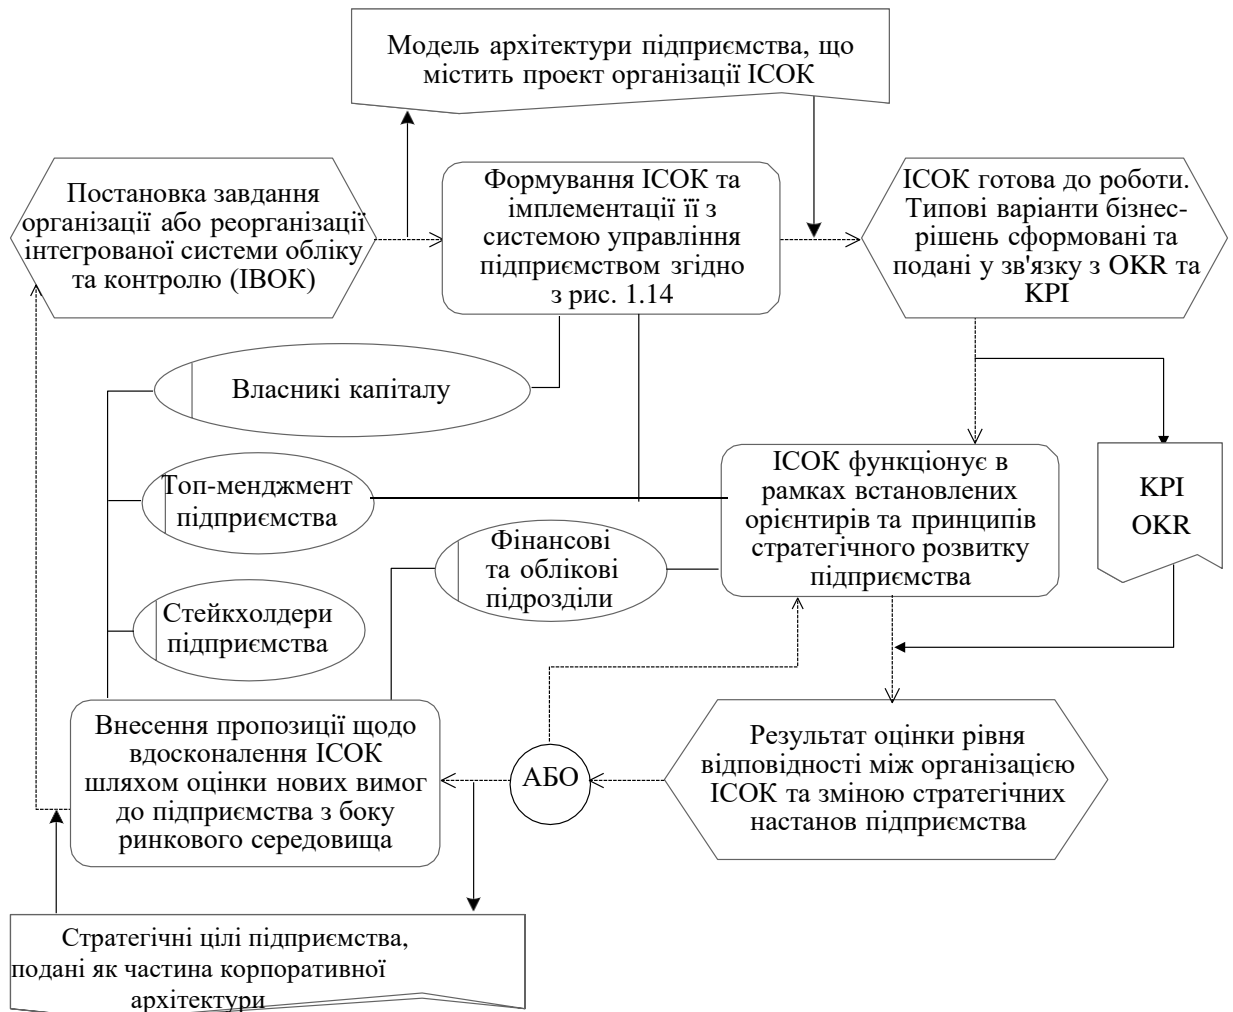 Модель архітектури підприємства, що
містить проект організації ІСОК
Постановка завдання
організації або реорганізації
інтегрованої системи обліку
та контролю (ІВОК)
Формування ІСОК та
імплементації її з
системою управління
підприємством згідно
з рис. 1.14
ІСОК готова до роботи.
Типові варіанти бізнес-
рішень сформовані та
подані у зв'язку з OKR та
KPI
Власникі капіталу
Топ-менджмент
підприємства
Стейкхолдери
підприємства
Фінансові
та облікові
підрозділи
ІСОК функціонує в
рамках встановлених
орієнтирів та принципів
стратегічного розвитку
підприємства
KPI
OKR
Внесення пропозиції щодо
вдосконалення ІСОК
шляхом оцінки нових вимог
до підприємства з боку
ринкового середовища
АБО
Результат оцінки рівня
відповідності між організацією
ІСОК та зміною стратегічних
настанов підприємства
Стратегічні цілі підприємства,
подані як частина корпоративної
архітектури